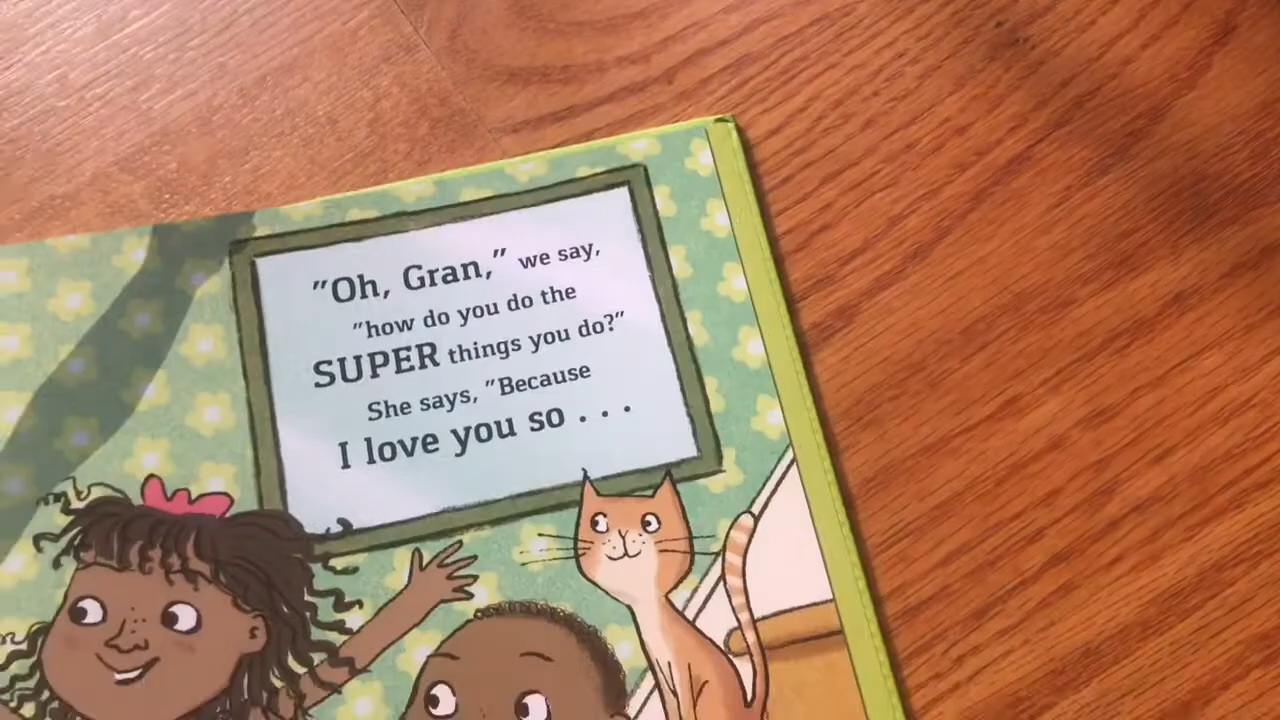 "Oh, Gran," we say,
"how do you do the
SUPER things you do?"
She says, "Because
I love you so . . .